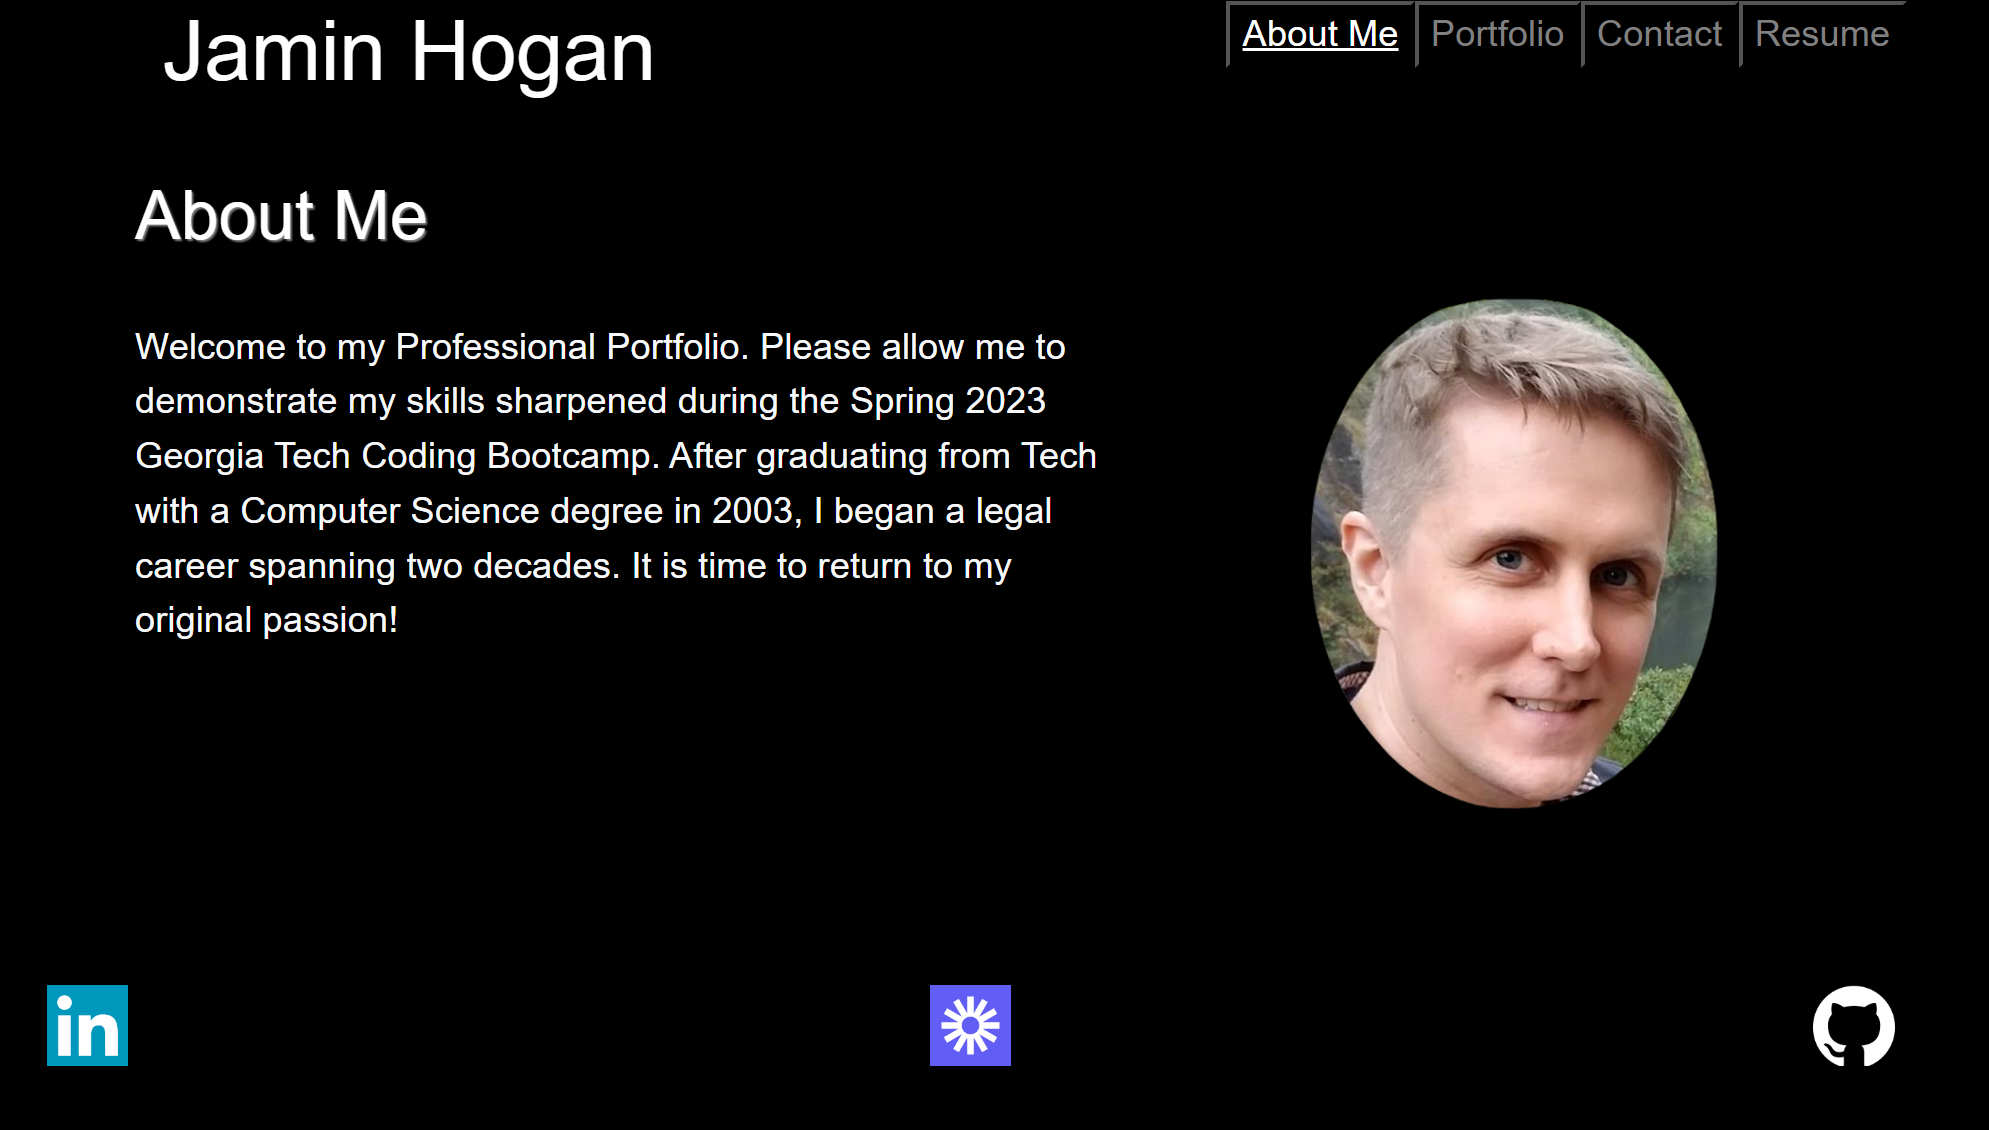 Jamin Hogan
About Me
Portfolio
Contact
Resume
About Me
Welcome to my Professional Portfolio. Please allow me to
demonstrate my skills sharpened during the Spring 2023
Georgia Tech Coding Bootcamp. After graduating from Tech
with a Computer Science degree in 2003, I began a legal
career spanning two decades. It is time to return to my
original passion!
in